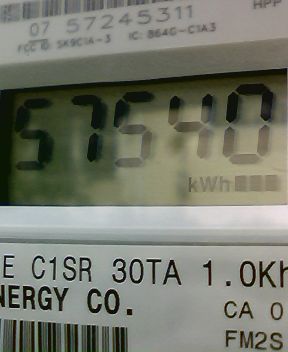 HPP
07 57245311
FCC ID: SK9C1A-3 IC: 864G-C1A3
57540
kWh
E C1SR 30TA 1.0Kh
NERGY CO.
CA 0
FM2S